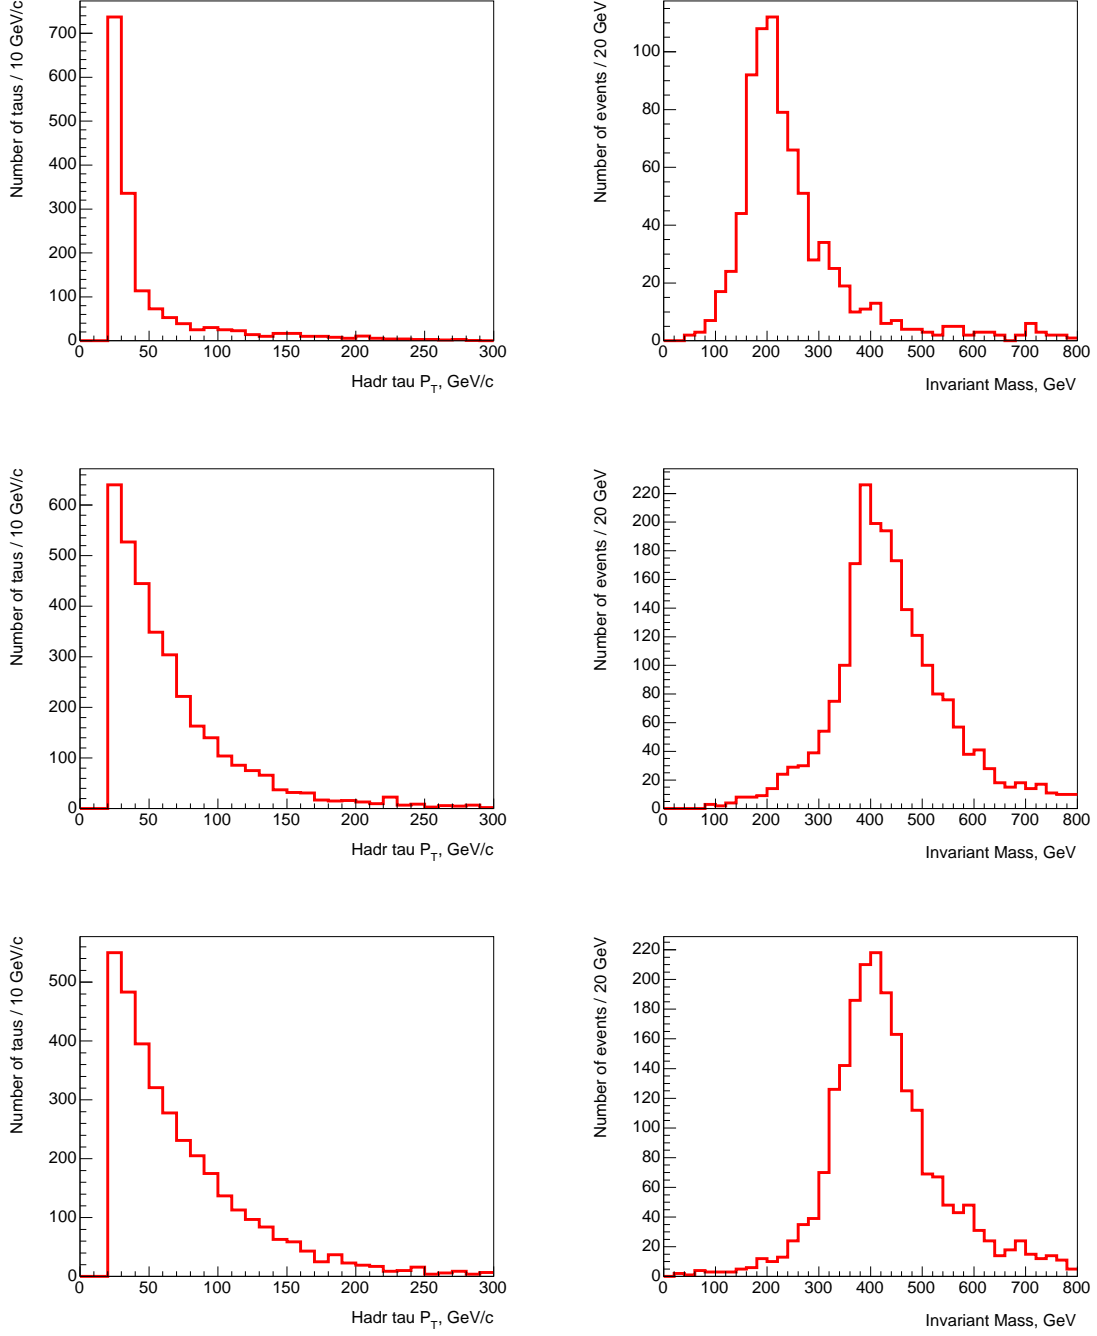 Number of taus / 10 GeV/c
700
600
500
400
300
200
100
0
0 50 100 150 200 250 300
Hadr tau P_T, GeV/c
Number of events / 20 GeV
100
80
60
40
20
0
0 100 200 300 400 500 600 700 800
Invariant Mass, GeV
Number of taus / 10 GeV/c
600
500
400
300
200
100
0
0 50 100 150 200 250 300
Hadr tau P_T, GeV/c
Number of events / 20 GeV
220
200
180
160
140
120
100
80
60
40
20
0
0 100 200 300 400 500 600 700 800
Invariant Mass, GeV
Number of taus / 10 GeV/c
500
400
300
200
100
0
0 50 100 150 200 250 300
Hadr tau P_T, GeV/c
Number of events / 20 GeV
220
200
180
160
140
120
100
80
60
40
20
0
0 100 200 300 400 500 600 700 800
Invariant Mass, GeV